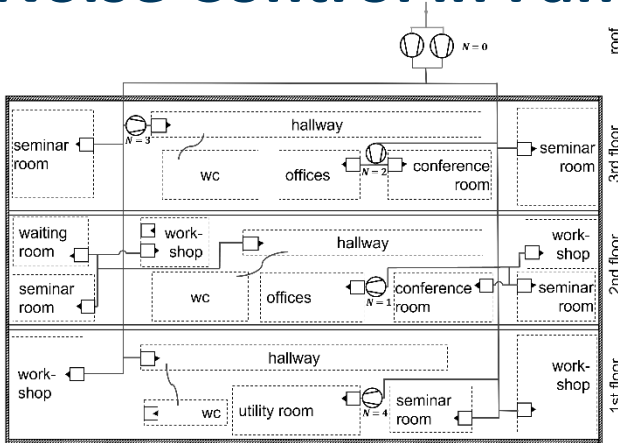 N = 0
roof
hallway
N = 3
seminar
room
wc
offices
N = 2
conference
room
seminar
room
3rd floor
waiting
room
work-
shop
hallway
work-
shop
seminar
room
wc
offices
N = 1
conference
room
seminar
room
2nd floor
hallway
work-
shop
wc
utility room
N = 4
seminar
room
work-
shop
1st floor